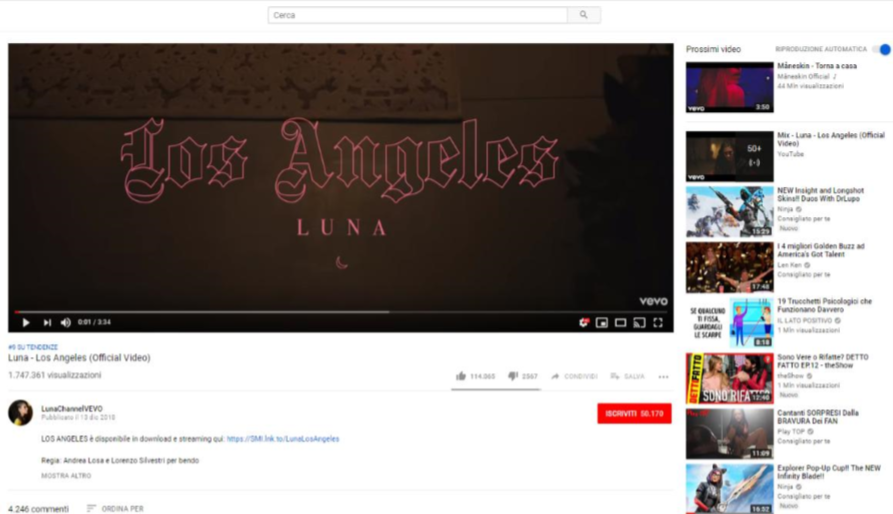 Cerca
Los Angeles
LUNA
vevo
0:01 / 3:34
#9 SU TENDENZE
Luna - Los Angeles (Official Video)
1.747.361 visualizzazioni
2587
CONDIVIDI
SALVA
LunaChannelVEVO
Pubblicato il 13 dic 2018
ISCRIVITI 50.170
LOS ANGELES è disponibile in download e streaming qui: https://SMI.lnk.to/LunaLosAngeles
Regia: Andrea Losa e Lorenzo Silvestri per bendo
MOSTRA ALTRO
4.246 commenti
ORDINA PER
Prossimi video
RIPRODUZIONE AUTOMATICA
vevo
3:50
Måneskin - Torna a casa
Måneskin Official
44 Mln visualizzazioni
vevo
50+
Mix - Luna - Los Angeles (Official
Video)
YouTube
15:29
NEW Insight and Longshot
Skins!! Duos With DrLupo
Ninja
Consigliato per te
Nuovo
17:48
I 4 migliori Golden Buzz ad
America's Got Talent
Lan Ken
Consigliato per te
SE QUALCUNO
TI FISSA,
GUARDAGLI
LE SCARPE
8:18
19 Trucchetti Psicologici che
Funzionano Davvero
IL LATO POSITIVO
1 Mln visualizzazioni
DETTO
FATTO
SONO RIFATTE
12:40
Sono Vere o Rifatte? DETTO
FATTO EP.12 - theShow
theShow
1 Mln visualizzazioni
Nuovo
11:09
Cantanti SORPRESI Dalla
BRAVURA Dei FAN
Play TOP
Consigliato per te
16:32
Explorer Pop-Up Cup!! The NEW
Infinity Blade!!
Ninja
Consigliato per te
Nuovo